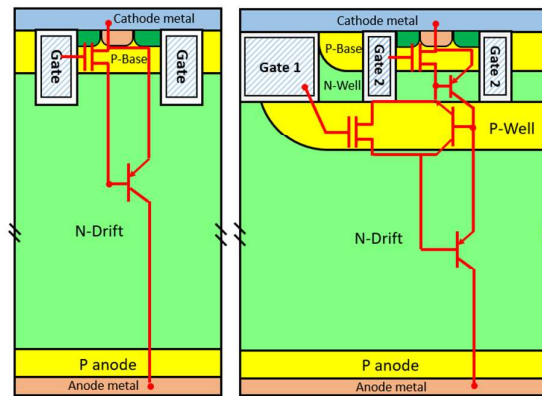 Cathode metal
Gate
P-Base
Gate
N-Drift
P anode
Anode metal
Cathode metal
P-Base
Gate 1
Gate 2
Gate 2
N-Well
P-Well
N-Drift
P anode
Anode metal